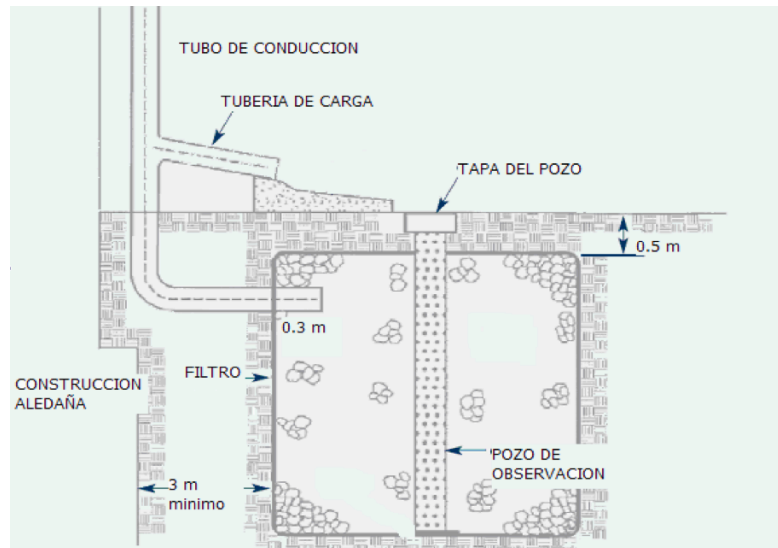 TUBO DE CONDUCCION
TUBERIA DE CARGA
TAPA DEL POZO
0.5 m
0.3 m
FILTRO
CONSTRUCCION
ALEDAÑA
POZO DE
OBSERVACION
3 m
minimo